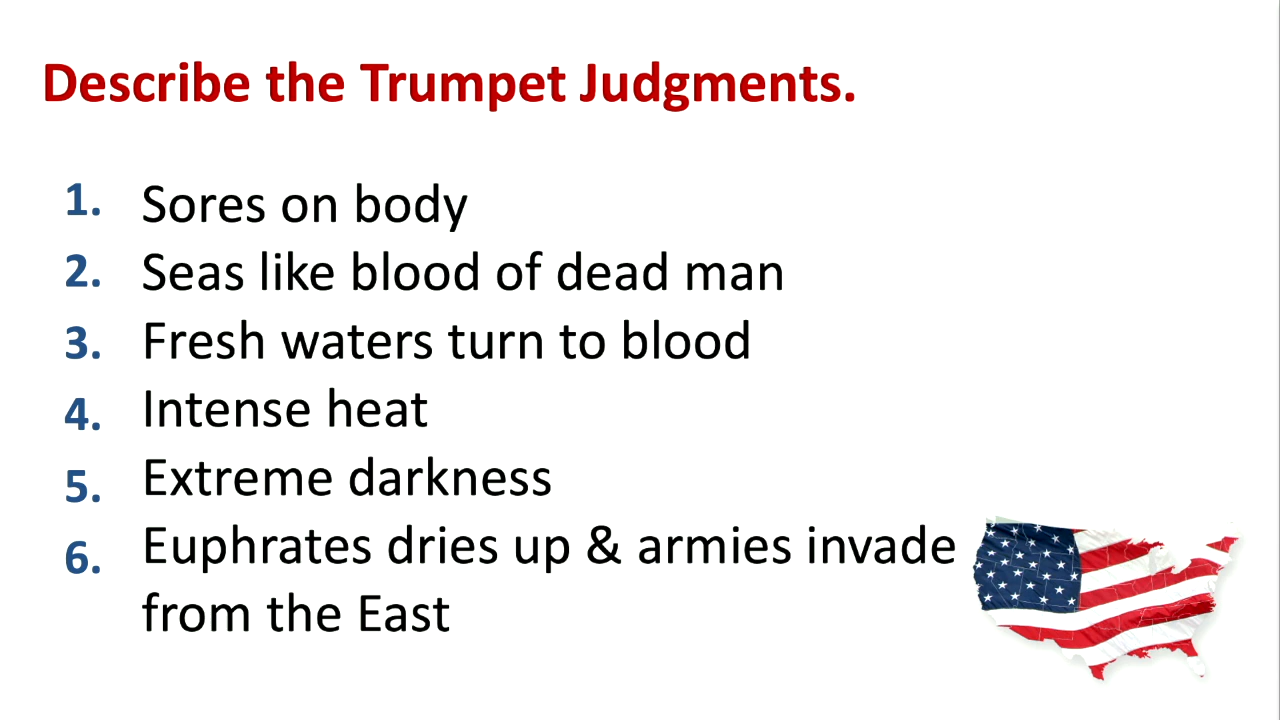 Describe the Trumpet Judgments.
1. Sores on body
2. Seas like blood of dead man
3. Fresh waters turn to blood
4. Intense heat
5. Extreme darkness
6. Euphrates dries up & armies invade
from the East